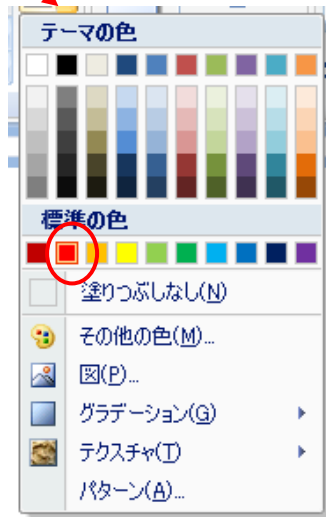 テーマの色
標準の色
塗りつぶしなし(N)
その他の色(M)...
図(P)...
グラデーション(G)
テクスチャ(T)
パターン(A)...